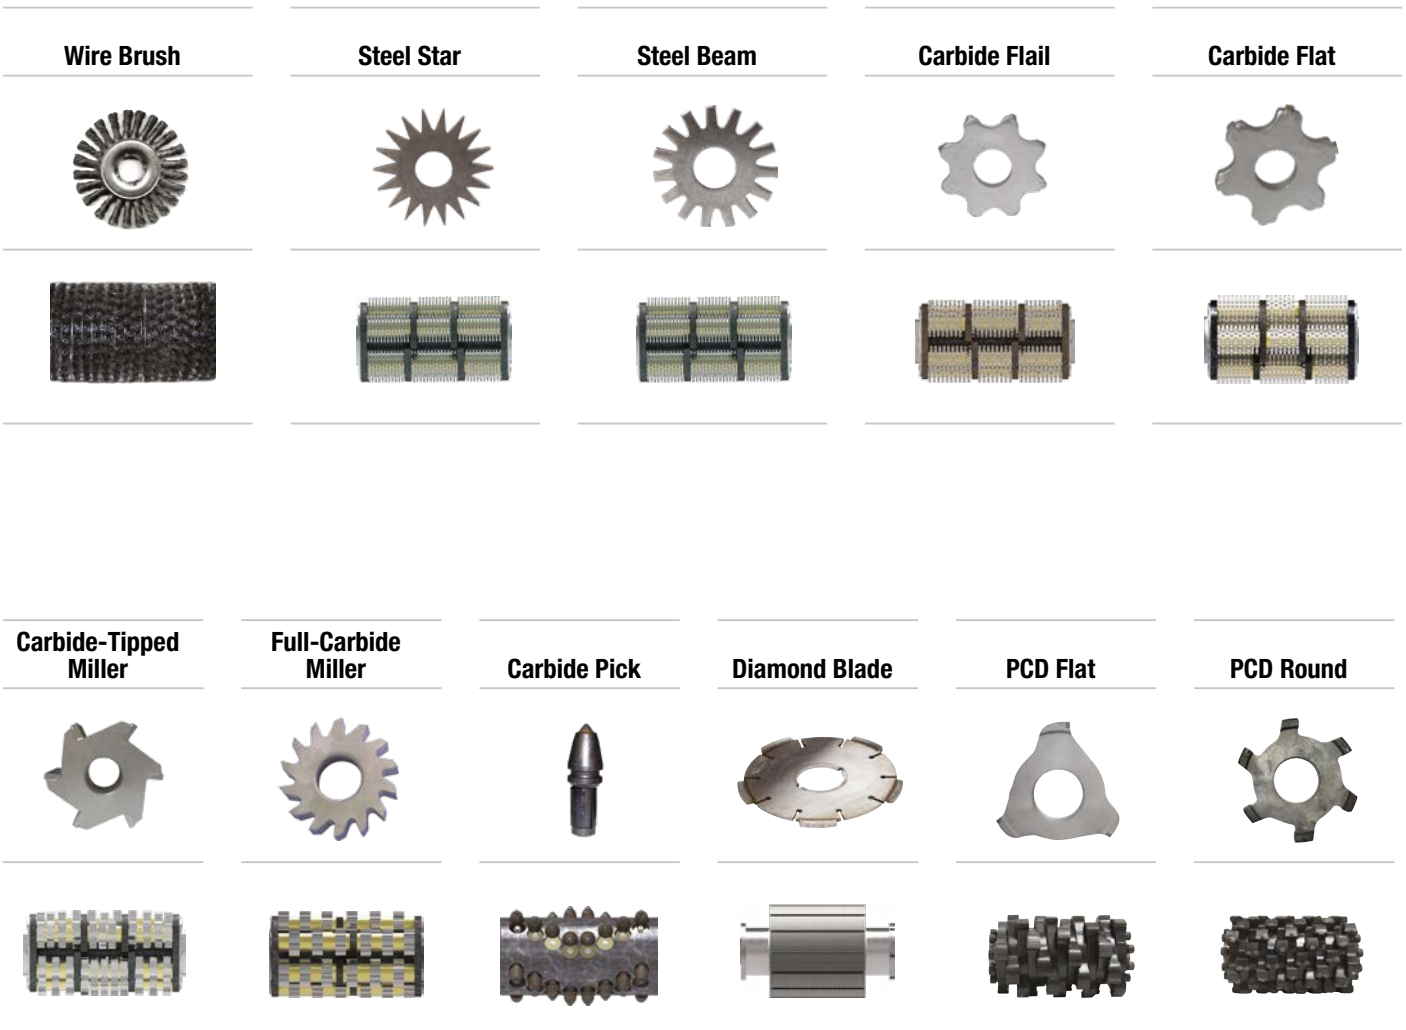 Wire Brush
Steel Star
Steel Beam
Carbide Flail
Carbide Flat
Carbide-Tipped
Miller
Full-Carbide
Miller
Carbide Pick
Diamond Blade
PCD Flat
PCD Round